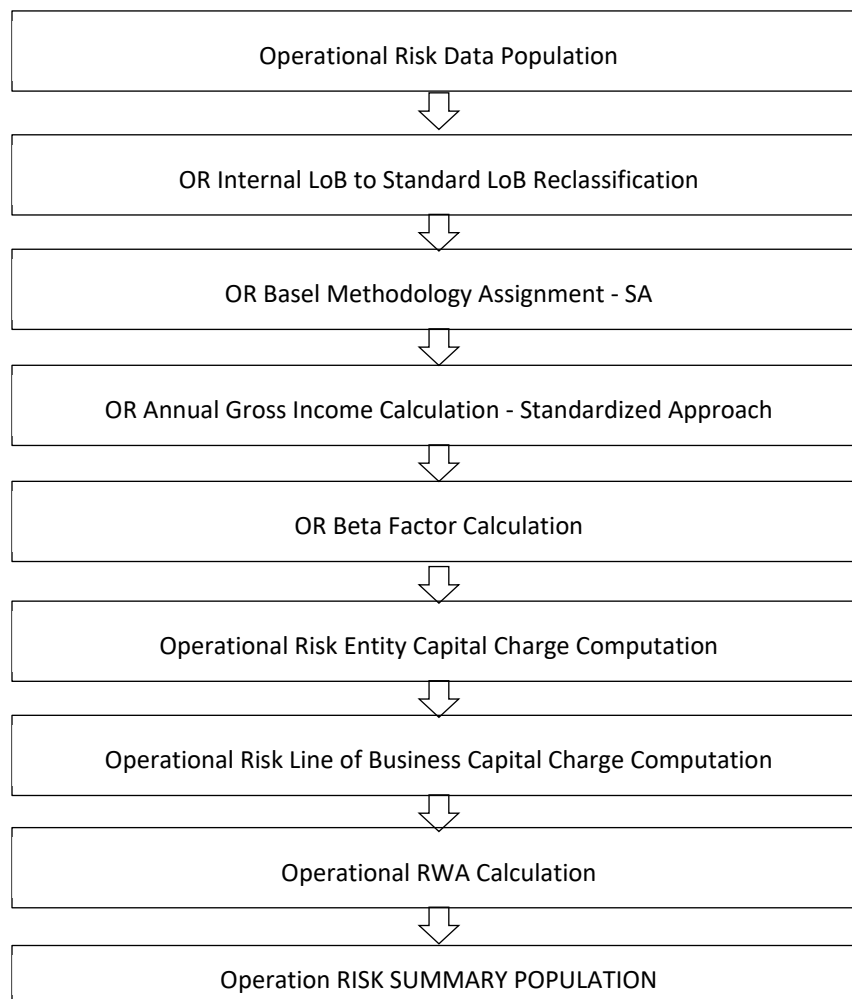 Operational Risk Data Population
OR Internal LoB to Standard LoB Reclassification
OR Basel Methodology Assignment - SA
OR Annual Gross Income Calculation - Standardized Approach
OR Beta Factor Calculation
Operational Risk Entity Capital Charge Computation
Operational Risk Line of Business Capital Charge Computation
Operational RWA Calculation
Operation RISK SUMMARY POPULATION